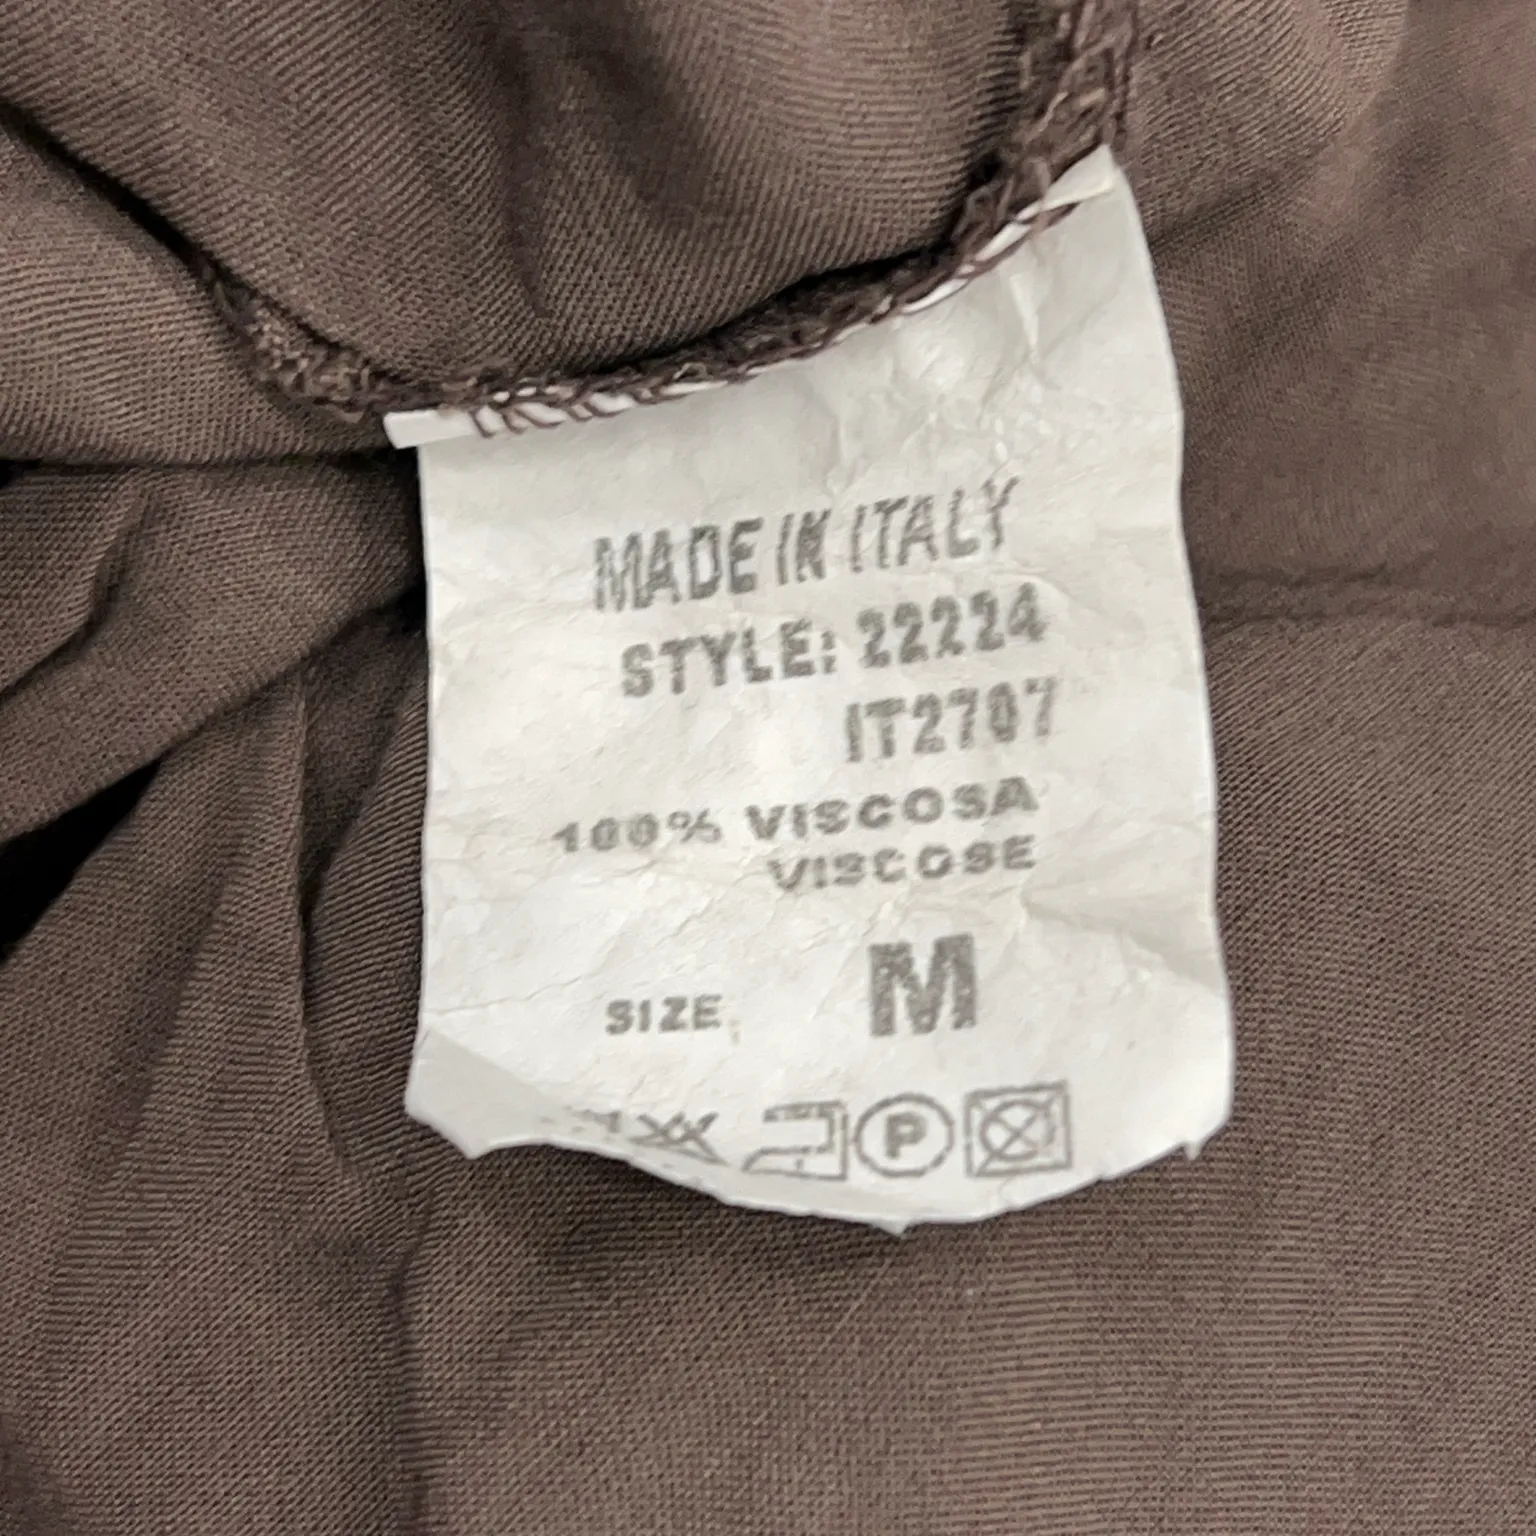 MADE IN ITALY
STYLE: 22224
IT2707
100% VISCOSA
VISCOSE
SIZE M
P